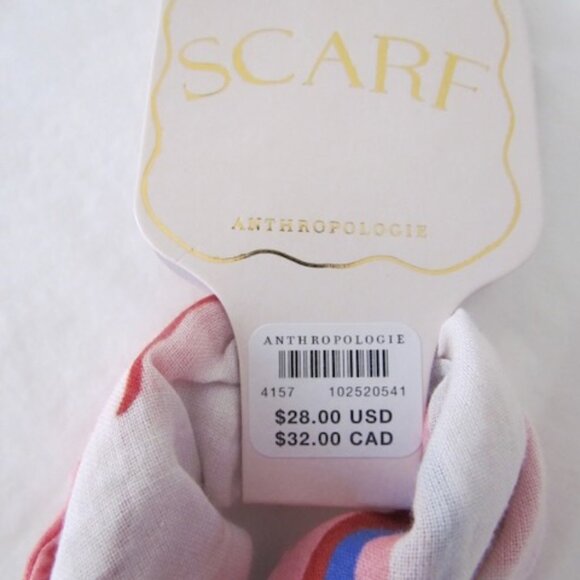 SCARF
ANTHROPOLOGIE
ANTHROPOLOGIE
4157 102520541
$28.00 USD
$32.00 CAD